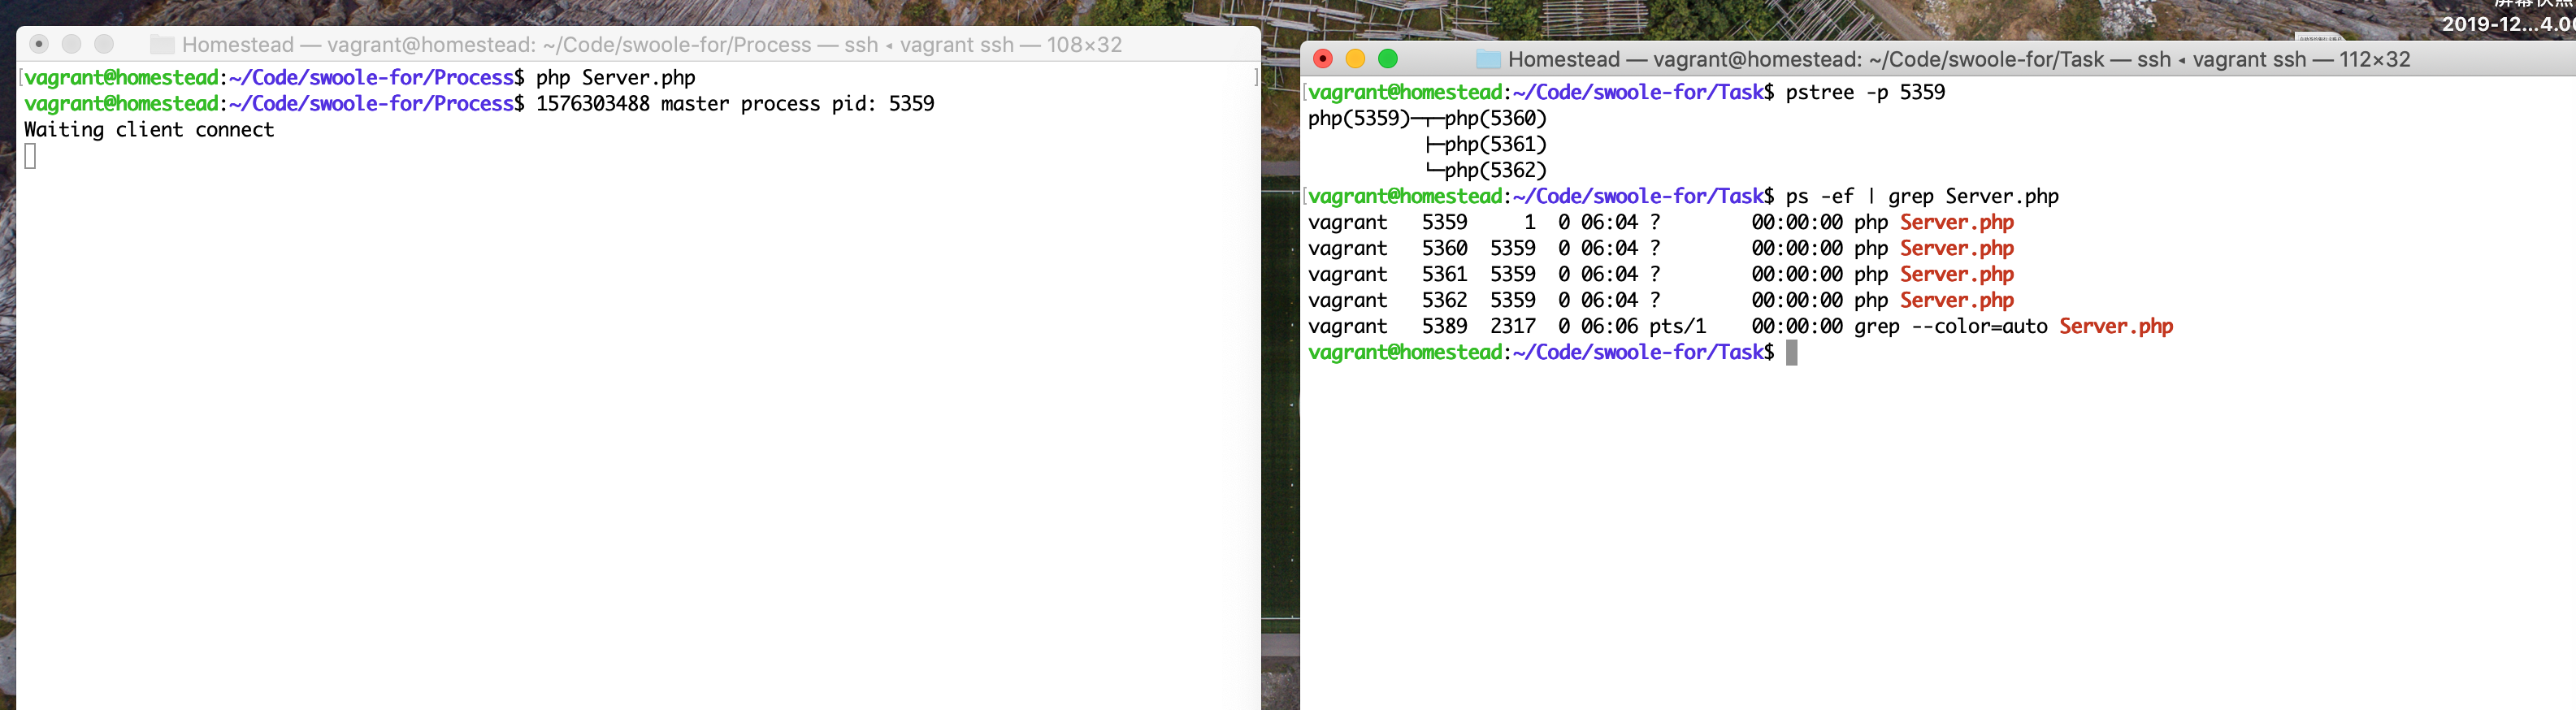 屏幕快照
2019-12...4.0
Homestead — vagrant@homestead: ~/Code/swoole-for/Process — ssh ◂ vagrant ssh — 108×32
vagrant@homestead:~/Code/swoole-for/Process$ php Server.php
vagrant@homestead:~/Code/swoole-for/Process$ 1576303488 master process pid: 5359
Waiting client connect
Homestead — vagrant@homestead: ~/Code/swoole-for/Task — ssh ◂ vagrant ssh — 112×32
vagrant@homestead:~/Code/swoole-for/Task$ pstree -p 5359
php(5359)─┬─php(5360)
├─php(5361)
└─php(5362)
vagrant@homestead:~/Code/swoole-for/Task$ ps -ef | grep Server.php
vagrant 5359 1 0 06:04 ? 00:00:00 php Server.php
vagrant 5360 5359 0 06:04 ? 00:00:00 php Server.php
vagrant 5361 5359 0 06:04 ? 00:00:00 php Server.php
vagrant 5362 5359 0 06:04 ? 00:00:00 php Server.php
vagrant 5389 2317 0 06:06 pts/1 00:00:00 grep --color=auto Server.php
vagrant@homestead:~/Code/swoole-for/Task$